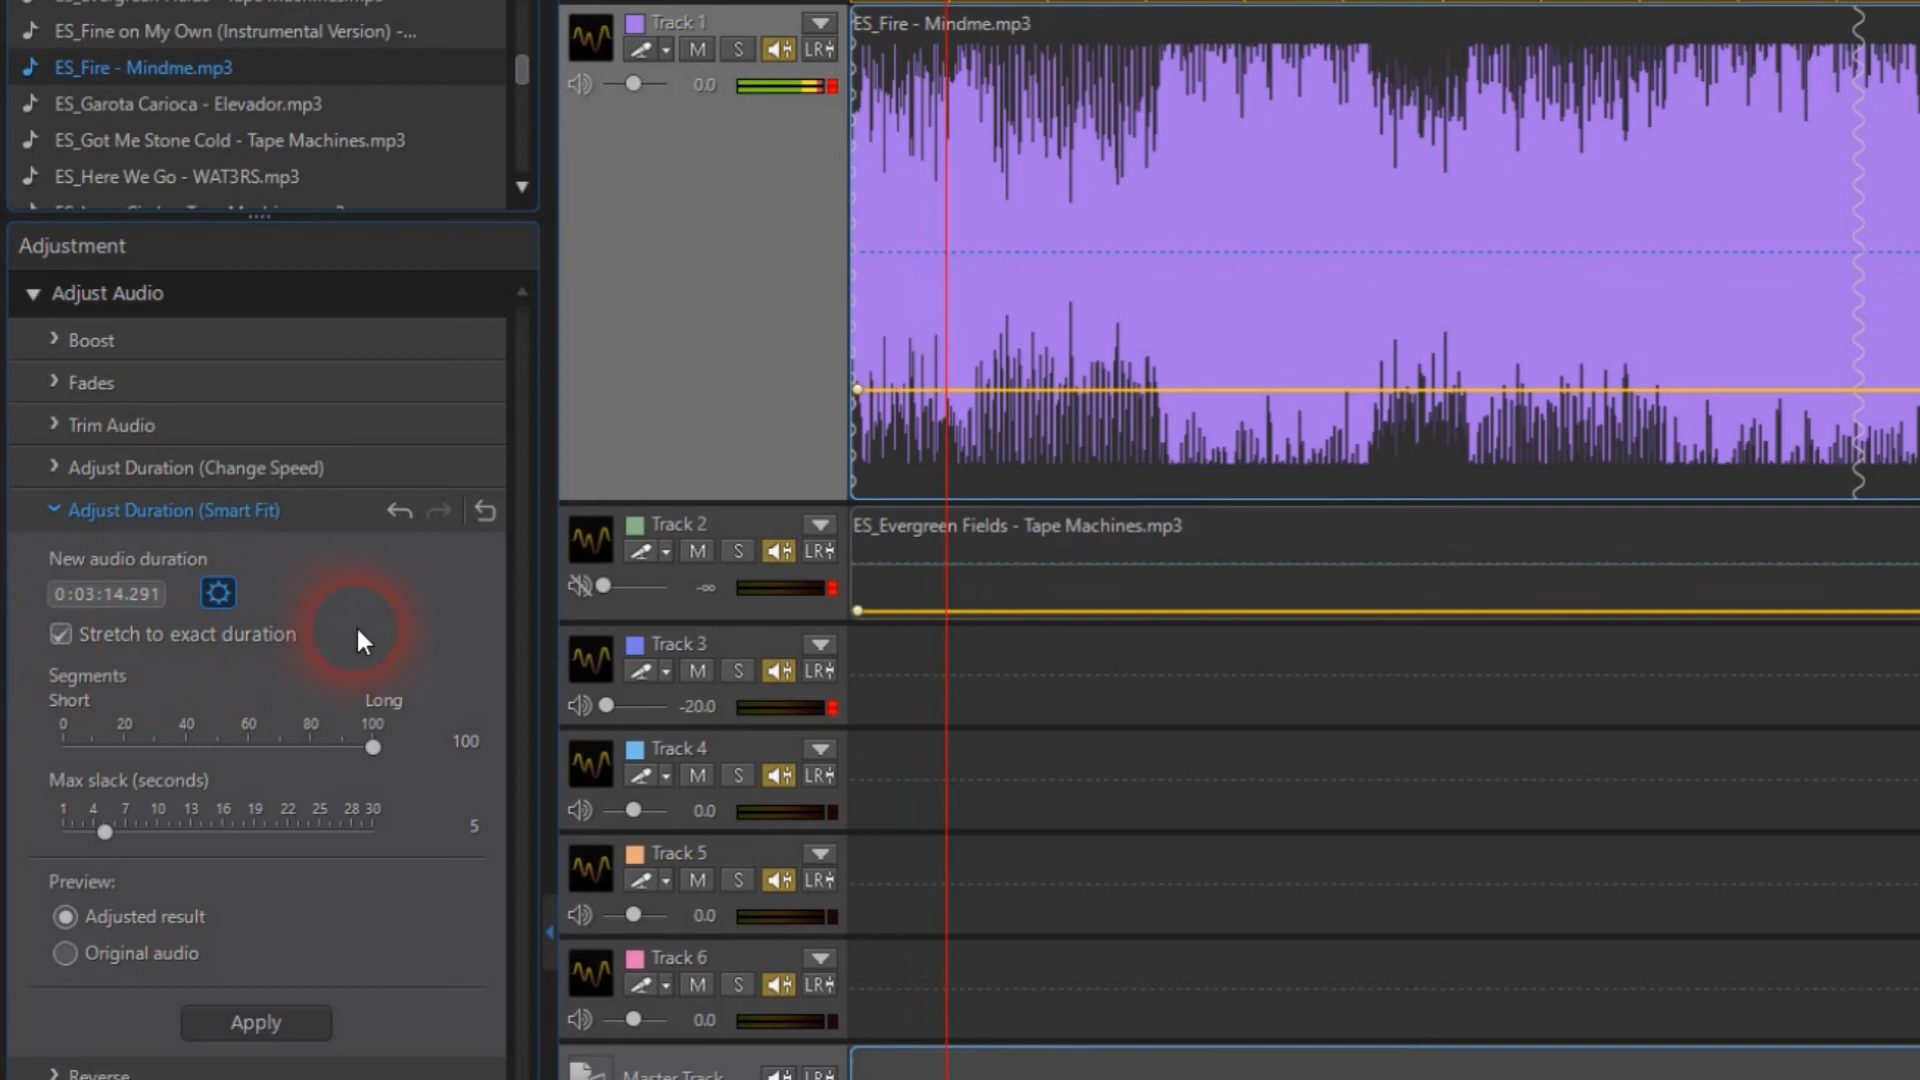 ES_Evergreen Fields - Tape Machines.mp3
ES_Fine on My Own (Instrumental Version) -...
ES_Fire - Mindme.mp3
ES_Garota Carioca - Elevador.mp3
ES_Got Me Stone Cold - Tape Machines.mp3
ES_Here We Go - WAT3RS.mp3
Adjustment
Adjust Audio
Boost
Fades
Trim Audio
Adjust Duration (Change Speed)
Adjust Duration (Smart Fit)
New audio duration
0:03:14.291
Stretch to exact duration
Segments
Short Long
0 20 40 60 80 100
100
Max slack (seconds)
1 4 7 10 13 16 19 22 25 28 30
5
Preview:
Adjusted result
Original audio
Apply
Reverse
Track 1
M S LR
0.0
ES_Fire - Mindme.mp3
Track 2
M S LR
-∞
ES_Evergreen Fields - Tape Machines.mp3
Track 3
M S LR
-20.0
Track 4
M S LR
0.0
Track 5
M S LR
0.0
Track 6
M S LR
0.0
Master Track
LR